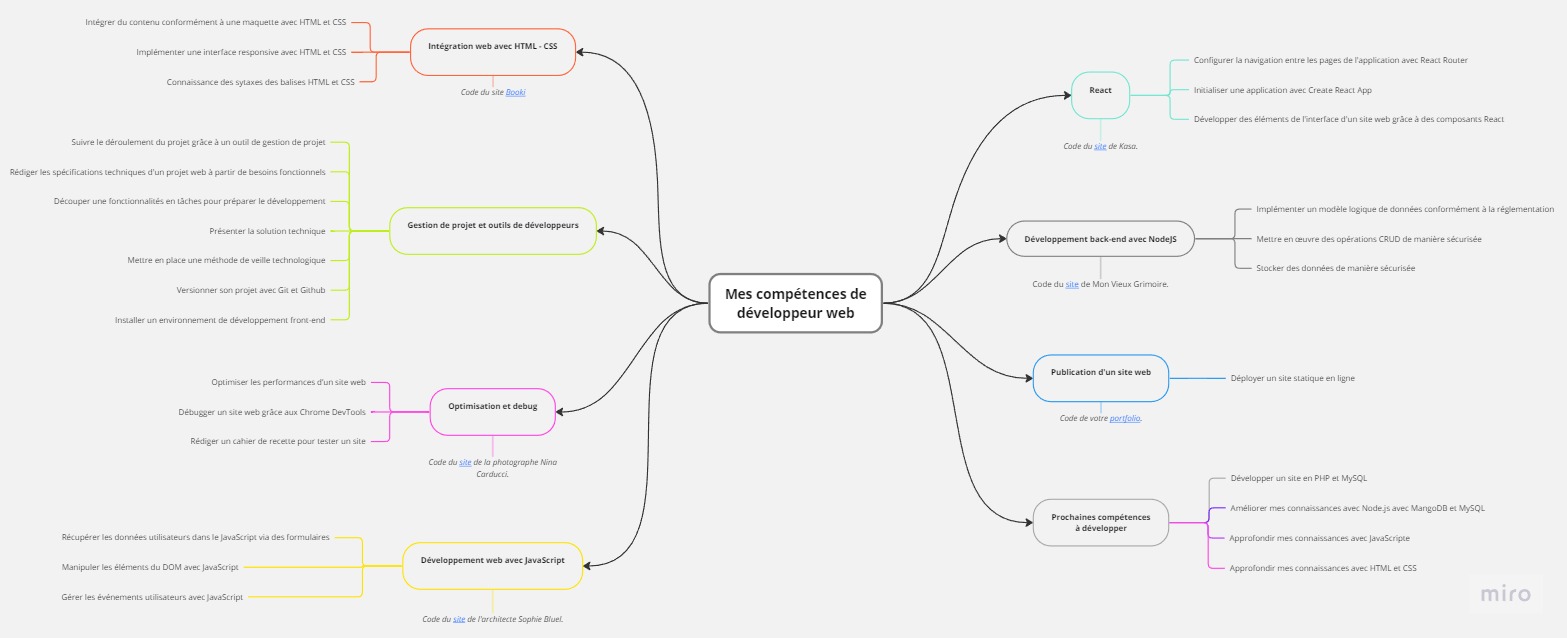 Mes compétences de
développeur web
Intégration web avec HTML - CSS
Code du site Booki
Intégrer du contenu conformément à une maquette avec HTML et CSS
Implémenter une interface responsive avec HTML et CSS
Connaissance des sytaxes des balises HTML et CSS
Gestion de projet et outils de développeurs
Suivre le déroulement du projet grâce à un outil de gestion de projet
Rédiger les spécifications techniques d'un projet web à partir de besoins fonctionnels
Découper une fonctionnalités en tâches pour préparer le développement
Présenter la solution technique
Mettre en place une méthode de veille technologique
Versionner son projet avec Git et Github
Installer un environnement de développement front-end
Optimisation et debug
Code du site de la photographe Nina
Carducci.
Optimiser les performances d'un site web
Débugger un site web grâce aux Chrome DevTools
Rédiger un cahier de recette pour tester un site
Développement web avec JavaScript
Code du site de l'architecte Sophie Bluel.
Récupérer les données utilisateurs dans le JavaScript via des formulaires
Manipuler les éléments du DOM avec JavaScript
Gérer les événements utilisateurs avec JavaScript
React
Code du site de Kasa.
Configurer la navigation entre les pages de l'application avec React Router
Initialiser une application avec Create React App
Développer des éléments de l'interface d'un site web grâce à des composants React
Développement back-end avec NodeJS
Code du site de Mon Vieux Grimoire.
Implémenter un modèle logique de données conformément à la réglementation
Mettre en œuvre des opérations CRUD de manière sécurisée
Stocker des données de manière sécurisée
Publication d'un site web
Code de votre portfolio.
Déployer un site statique en ligne
Prochaines compétences
à développer
Développer un site en PHP et MySQL
Améliorer mes connaissances avec Node.js avec MangoDB et MySQL
Approfondir mes connaissances avec JavaScripte
Approfondir mes connaissances avec HTML et CSS
miro